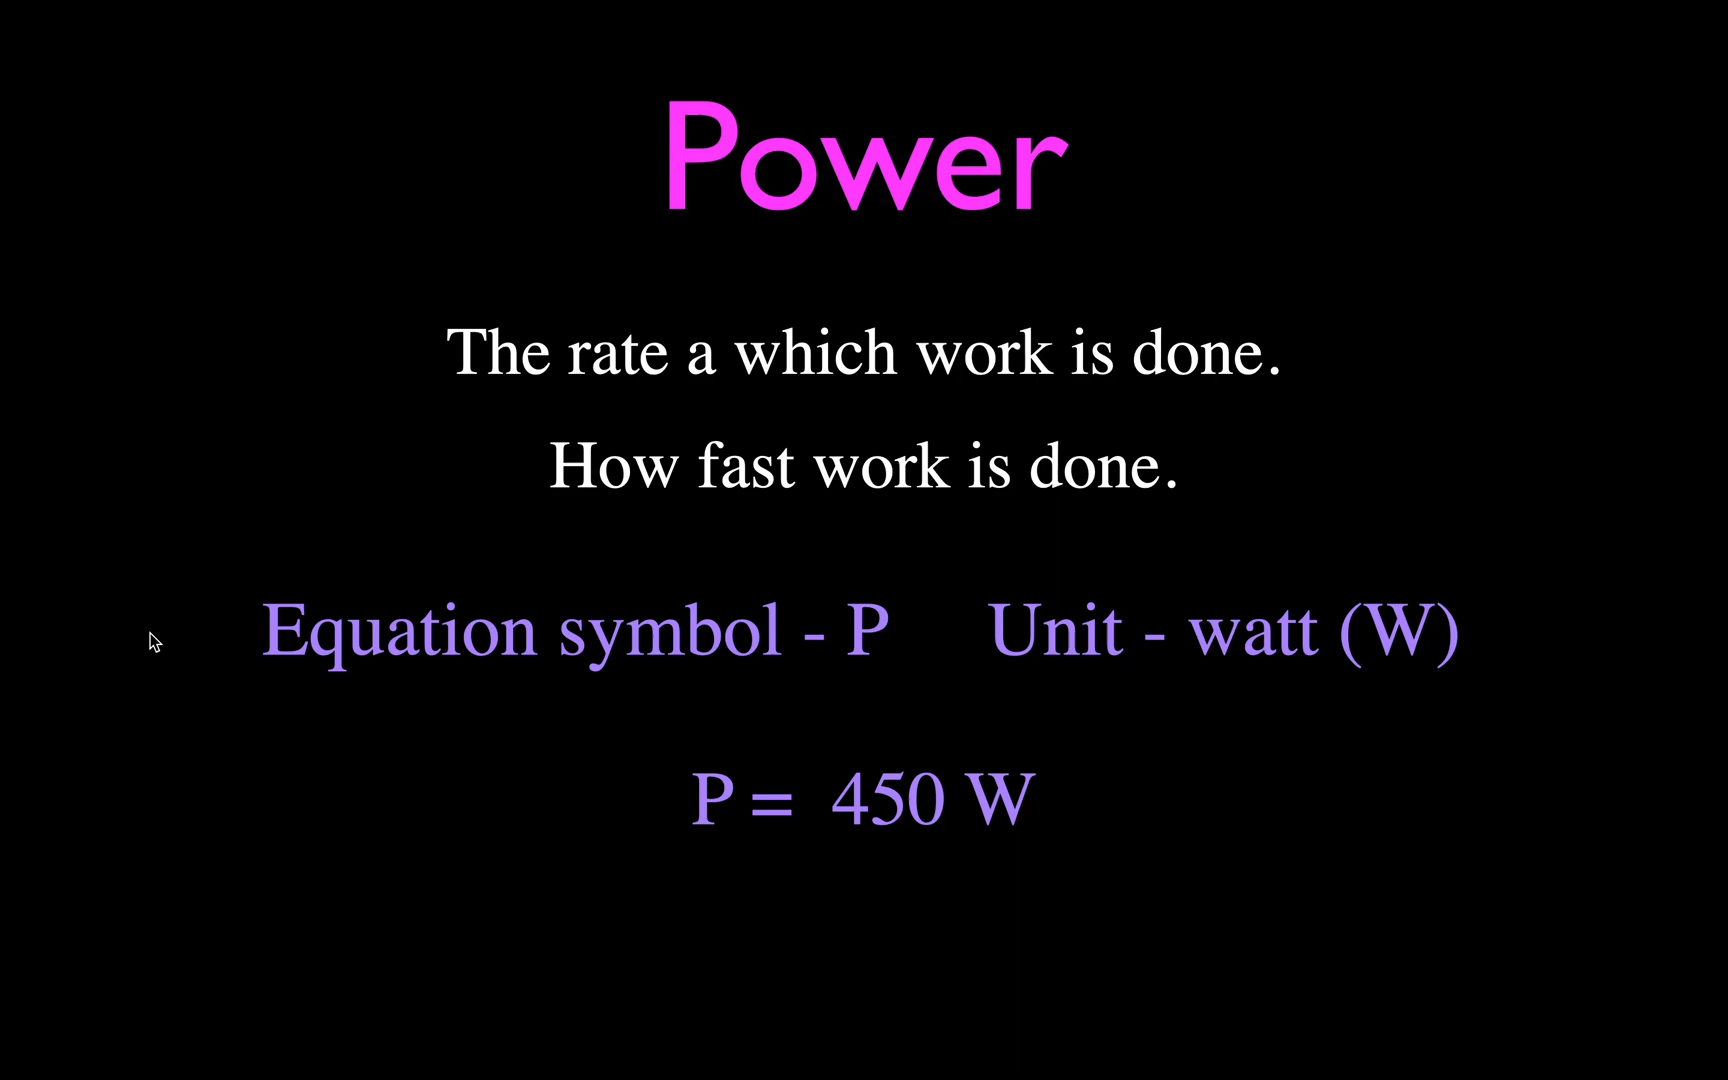 Power
The rate a which work is done.
How fast work is done.
Equation symbol - P Unit - watt (W)
P = 450 W